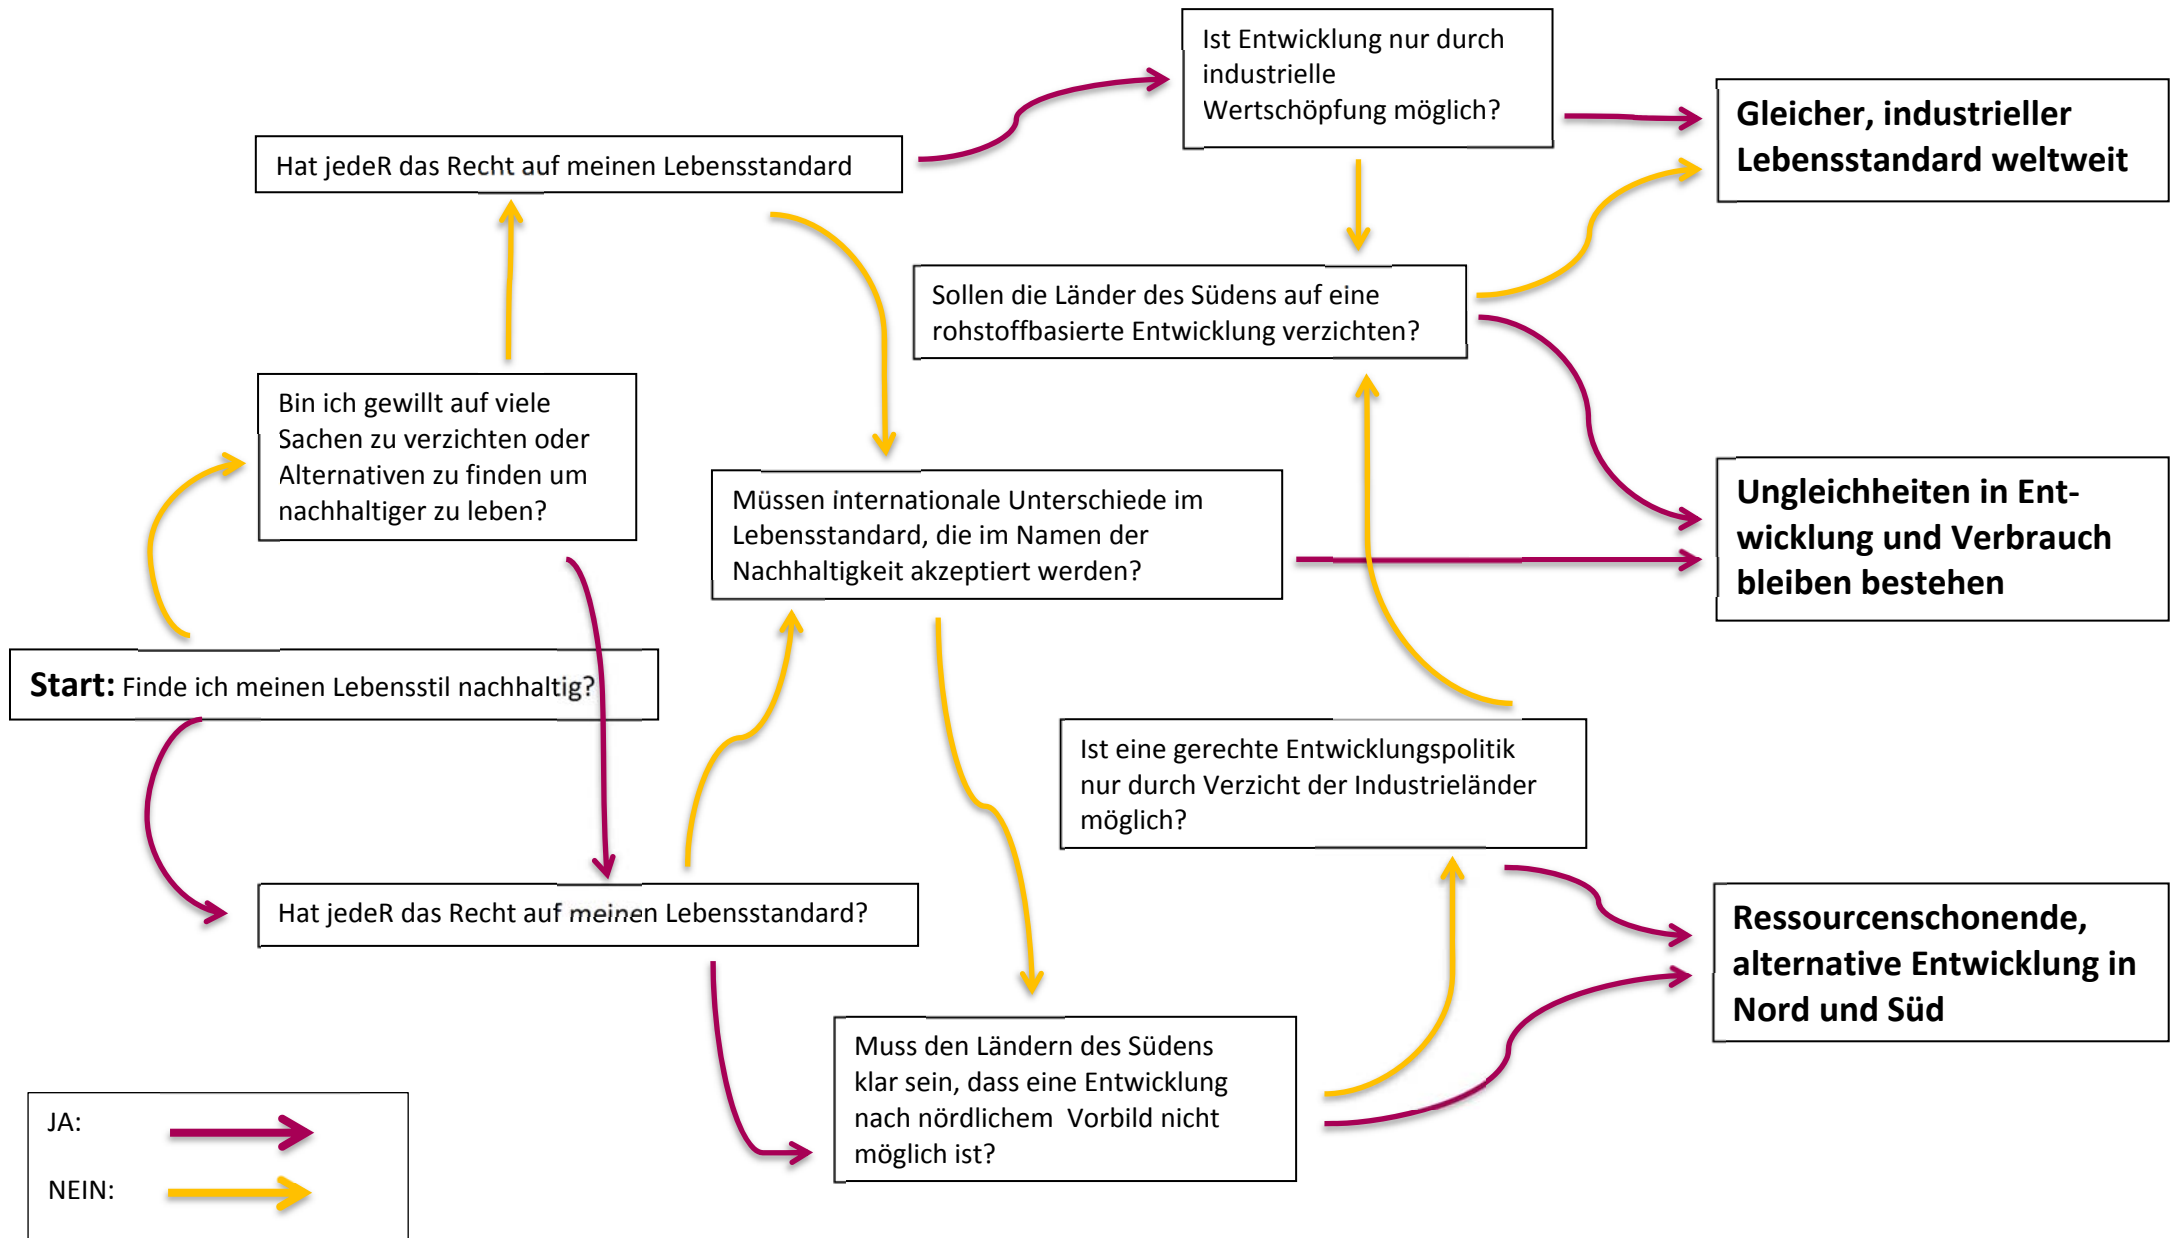 Ist Entwicklung nur durch
industrielle
Wertschöpfung möglich?
Gleicher, industrieller
Lebensstandard weltweit
Hat jedeR das Recht auf meinen Lebensstandard
Sollen die Länder des Südens auf eine
rohstoffbasierte Entwicklung verzichten?
Bin ich gewillt auf viele
Sachen zu verzichten oder
Alternativen zu finden um
nachhaltiger zu leben?
Müssen internationale Unterschiede im
Lebensstandard, die im Namen der
Nachhaltigkeit akzeptiert werden?
Ungleichheiten in Ent-
wicklung und Verbrauch
bleiben bestehen
Start: Finde ich meinen Lebensstil nachhaltig?
Ist eine gerechte Entwicklungspolitik
nur durch Verzicht der Industrieländer
möglich?
Hat jedeR das Recht auf meinen Lebensstandard?
Ressourcenschonende,
alternative Entwicklung in
Nord und Süd
Muss den Ländern des Südens
klar sein, dass eine Entwicklung
nach nördlichem  Vorbild nicht
möglich ist?
JA:
NEIN: